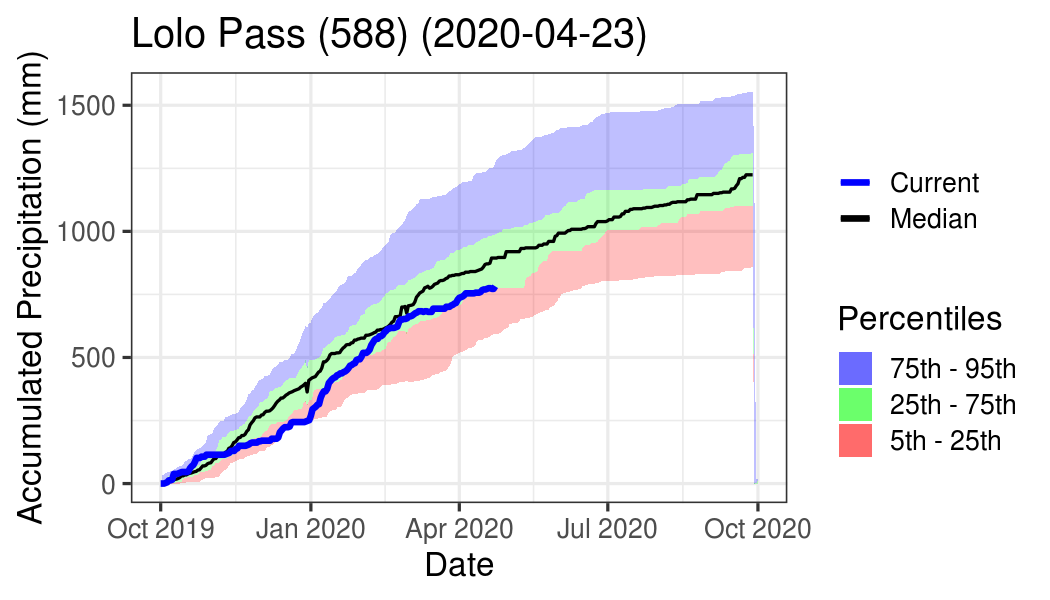 Lolo Pass (588) (2020-04-23)
Accumulated Precipitation (mm)
1500
1000
500
0
Oct 2019
Jan 2020
Apr 2020
Jul 2020
Oct 2020
Date
Current
Median
Percentiles
75th - 95th
25th - 75th
5th - 25th